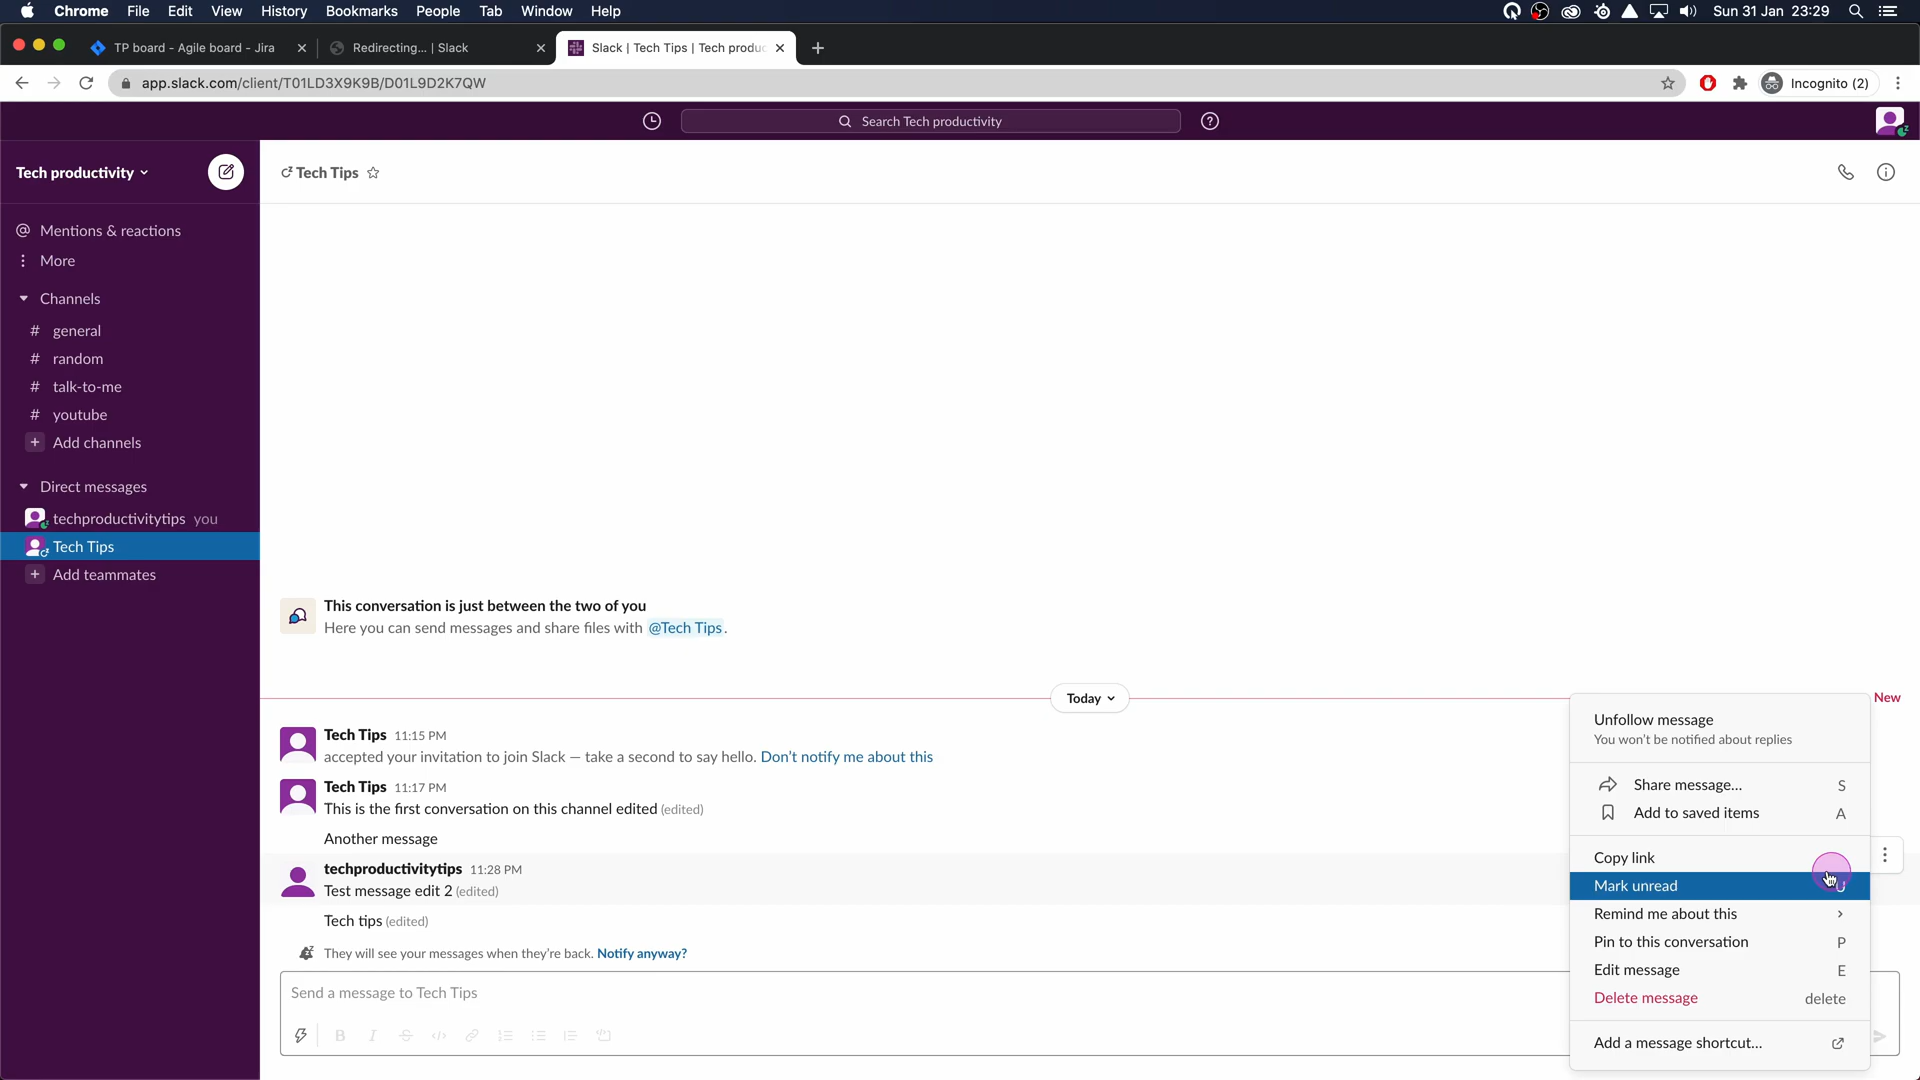 Chrome File Edit View History Bookmarks People Tab Window Help Sun 31 Jan 23:29
TP board - Agile board - Jira Redirecting... | Slack Slack | Tech Tips | Tech produc
app.slack.com/client/T01LD3X9K9B/D01L9D2K7QW Incognito (2)
Search Tech productivity
Tech productivity
Tech Tips
Mentions & reactions
More
Channels
# general
# random
# talk-to-me
# youtube
+ Add channels
Direct messages
techproductivitytips you
Tech Tips
+ Add teammates
This conversation is just between the two of you
Here you can send messages and share files with @Tech Tips.
Today
New
Tech Tips 11:15 PM
accepted your invitation to join Slack — take a second to say hello. Don't notify me about this
Tech Tips 11:17 PM
This is the first conversation on this channel edited (edited)
Another message
techproductivitytips 11:28 PM
Test message edit 2 (edited)
Tech tips (edited)
They will see your messages when they're back. Notify anyway?
Send a message to Tech Tips
Unfollow message
You won't be notified about replies
Share message... S
Add to saved items A
Copy link
Mark unread U
Remind me about this
Pin to this conversation P
Edit message E
Delete message delete
Add a message shortcut...